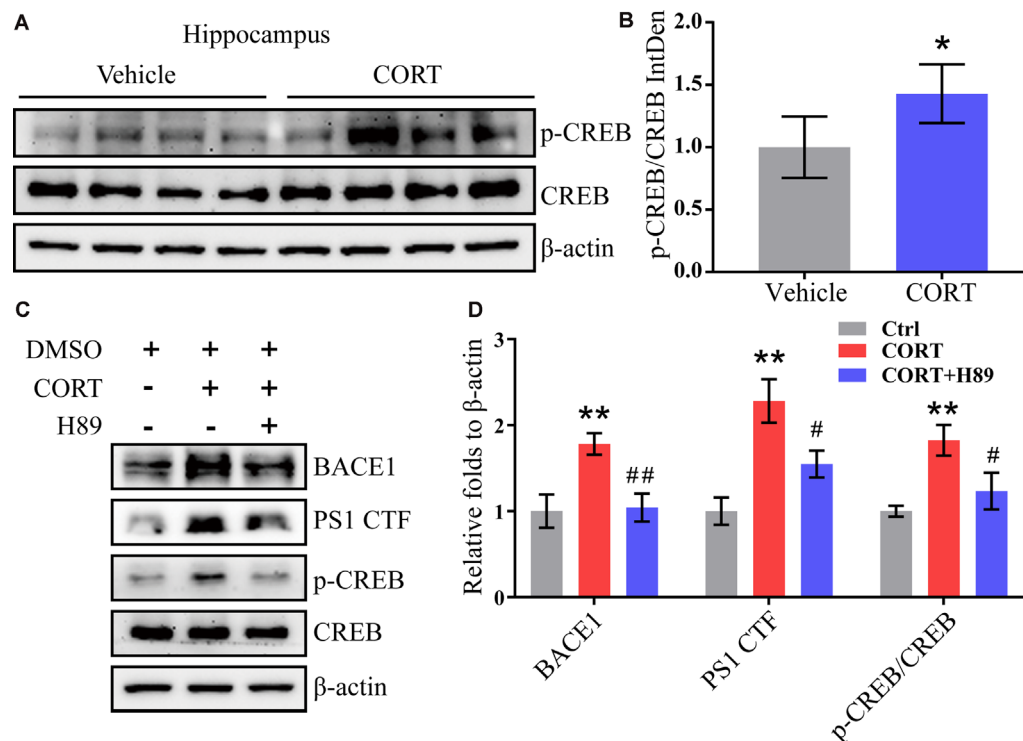 A
Hippocampus
Vehicle CORT
p-CREB
CREB
β-actin
B
p-CREB/CREB IntDen
2.0
1.5
1.0
0.5
0.0
*
Vehicle CORT
C
DMSO + + +
CORT - + +
H89 - - +
BACE1
PS1 CTF
p-CREB
CREB
β-actin
D
Relative folds to β-actin
3
2
1
0
Ctrl
CORT
CORT+H89
** ## ** # ** #
BACE1
PS1 CTF
p-CREB/CREB